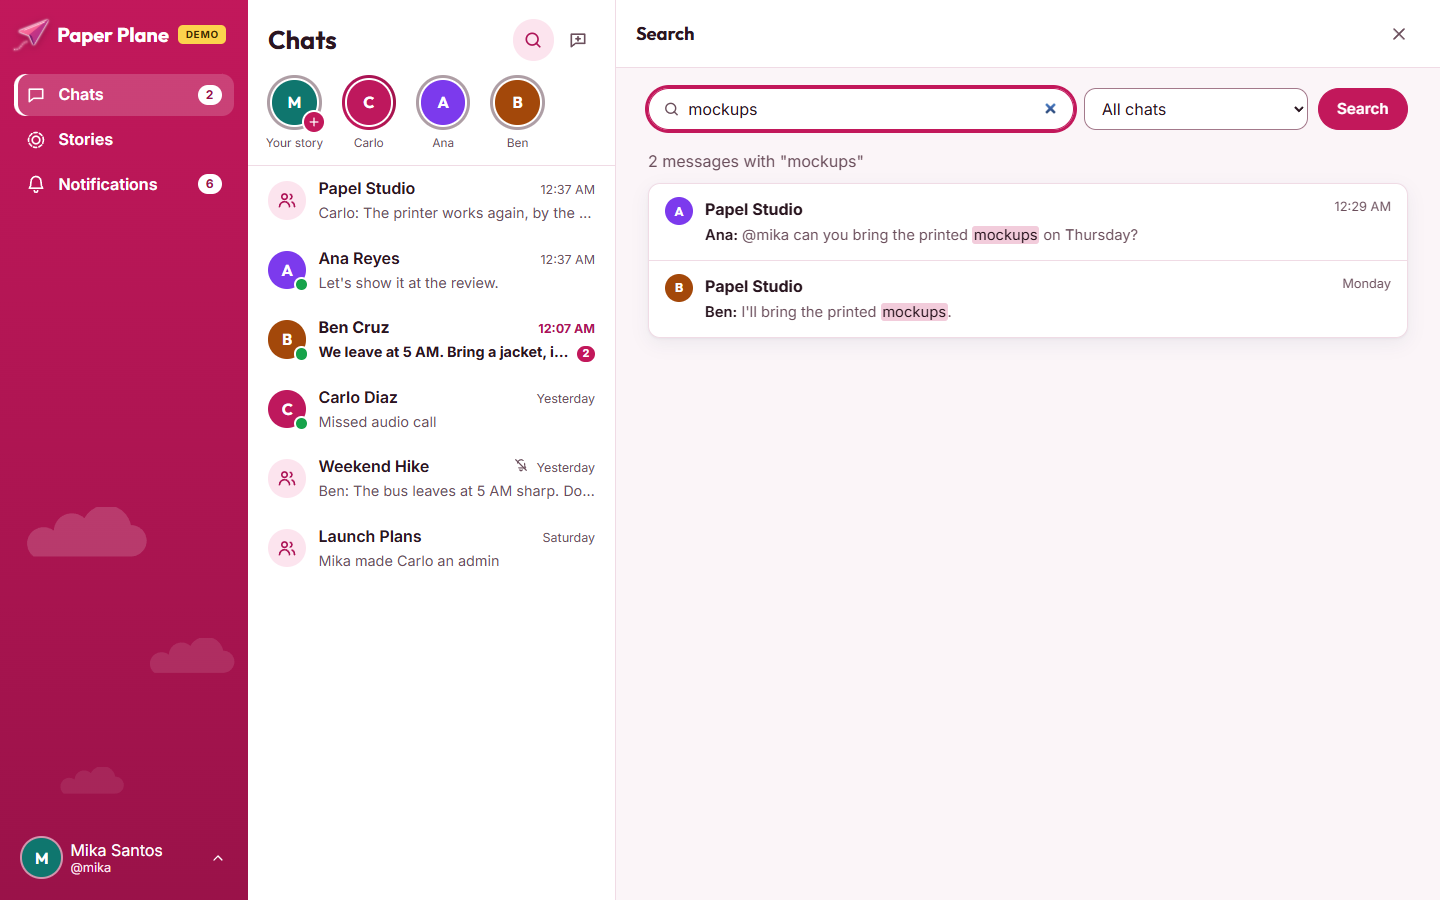 Paper Plane DEMO
Chats 2
Stories
Notifications 6
M Mika Santos
@mika
Chats
M C A B
Your story Carlo Ana Ben
Papel Studio 12:37 AM
Carlo: The printer works again, by the ...
A Ana Reyes 12:37 AM
Let's show it at the review.
B Ben Cruz 12:07 AM
We leave at 5 AM. Bring a jacket, i... 2
C Carlo Diaz Yesterday
Missed audio call
Weekend Hike Yesterday
Ben: The bus leaves at 5 AM sharp. Do...
Launch Plans Saturday
Mika made Carlo an admin
Search
mockups All chats Search
2 messages with "mockups"
A Papel Studio 12:29 AM
Ana: @mika can you bring the printed mockups on Thursday?
B Papel Studio Monday
Ben: I'll bring the printed mockups.